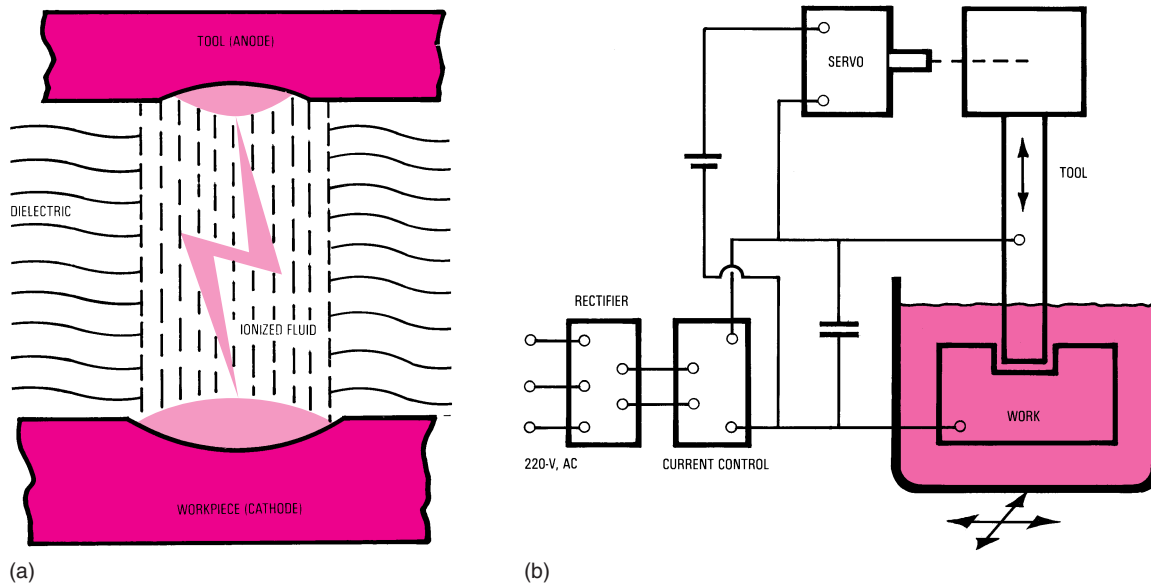 TOOL (ANODE)
DIELECTRIC
IONIZED FLUID
WORKPIECE (CATHODE)
(a)
SERVO
TOOL
RECTIFIER
WORK
220-V, AC
CURRENT CONTROL
(b)